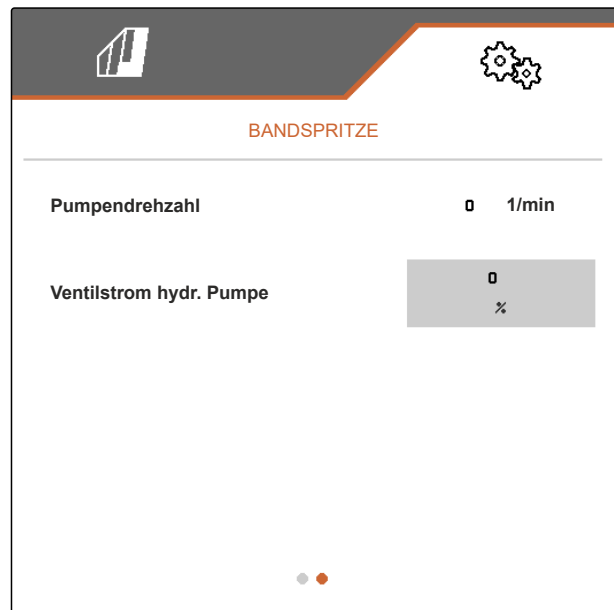 BANDSPRITZE
Pumpendrehzahl 0 1/min
Ventilstrom hydr. Pumpe 0
%